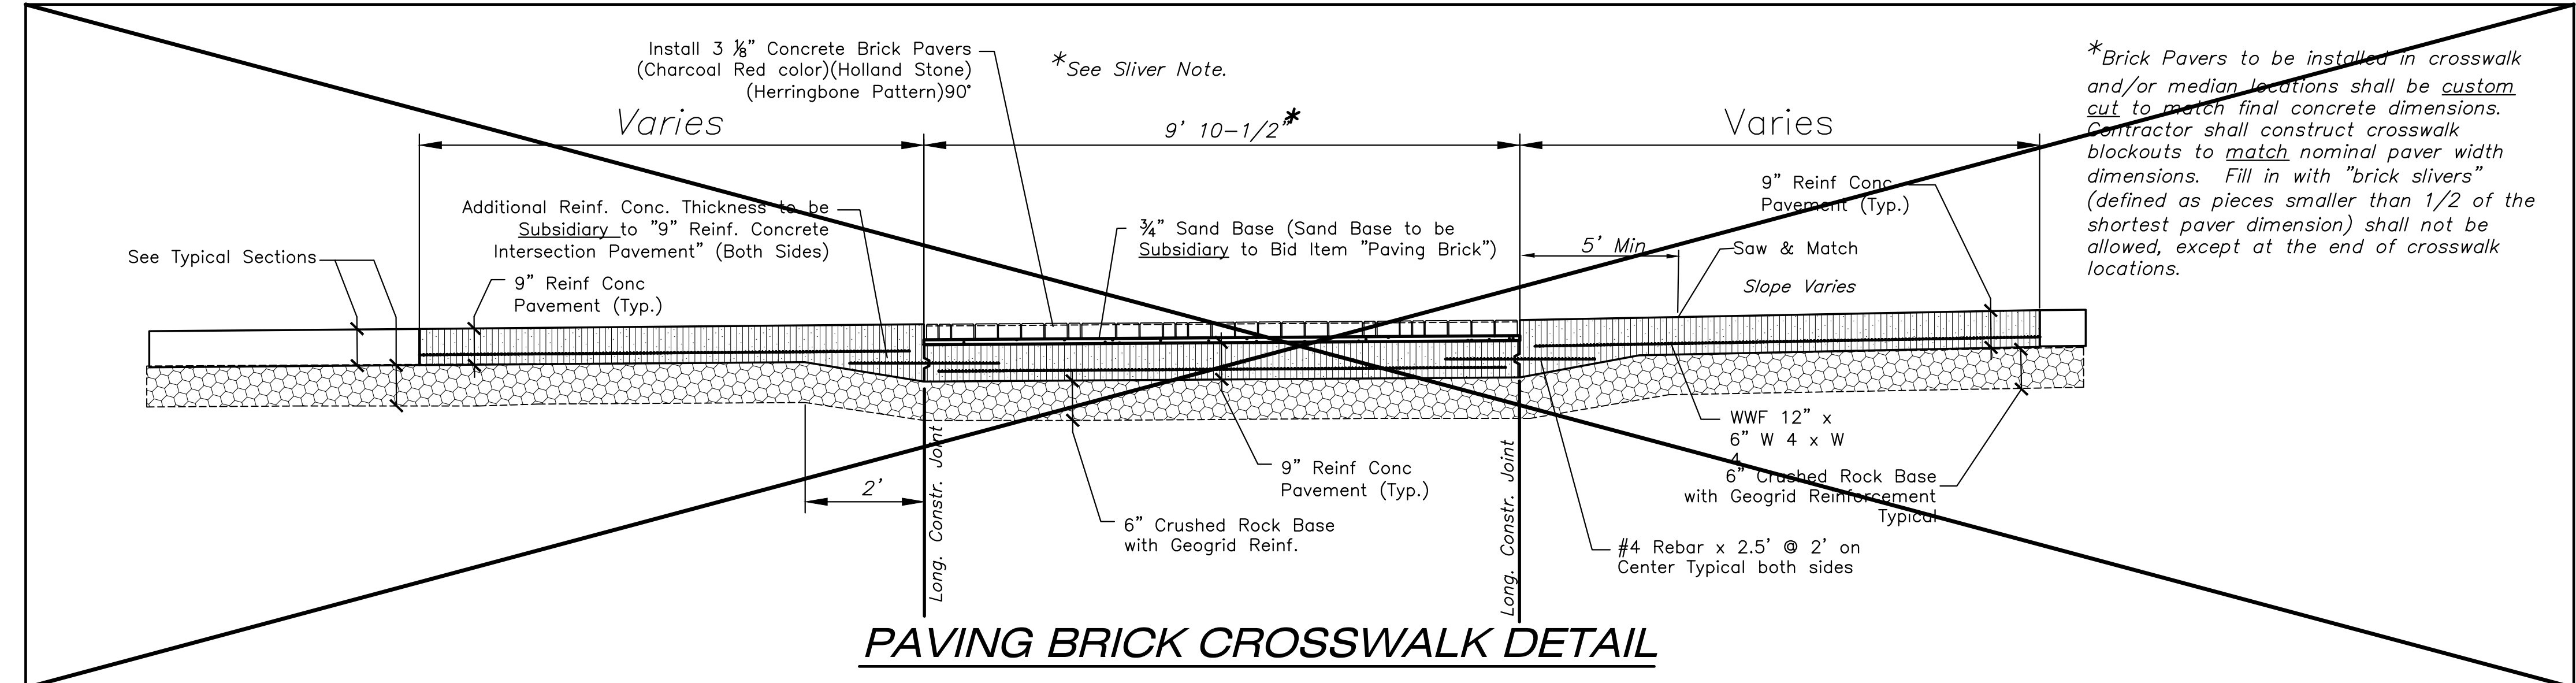 Install 3 ⅛" Concrete Brick Pavers
(Charcoal Red color)(Holland Stone)
(Herringbone Pattern)90°
*See Sliver Note.
*Brick Pavers to be installed in crosswalk
and/or median locations shall be custom
cut to match final concrete dimensions.
Contractor shall construct crosswalk
blockouts to match nominal paver width
dimensions. Fill in with "brick slivers"
(defined as pieces smaller than 1/2 of the
shortest paver dimension) shall not be
allowed, except at the end of crosswalk
locations.
Varies
9' 10-1/2"*
Varies
Additional Reinf. Conc. Thickness to be
Subsidiary to "9" Reinf. Concrete
Intersection Pavement" (Both Sides)
¾" Sand Base (Sand Base to be
Subsidiary to Bid Item "Paving Brick")
9" Reinf Conc
Pavement (Typ.)
5' Min
Saw & Match
Slope Varies
See Typical Sections
9" Reinf Conc
Pavement (Typ.)
WWF 12" x
6" W 4 x W
4
6" Crushed Rock Base
with Geogrid Reinforcement
Typical
9" Reinf Conc
Pavement (Typ.)
2'
6" Crushed Rock Base
with Geogrid Reinf.
Long. Constr. Joint
Long. Constr. Joint
#4 Rebar x 2.5' @ 2' on
Center Typical both sides
PAVING BRICK CROSSWALK DETAIL